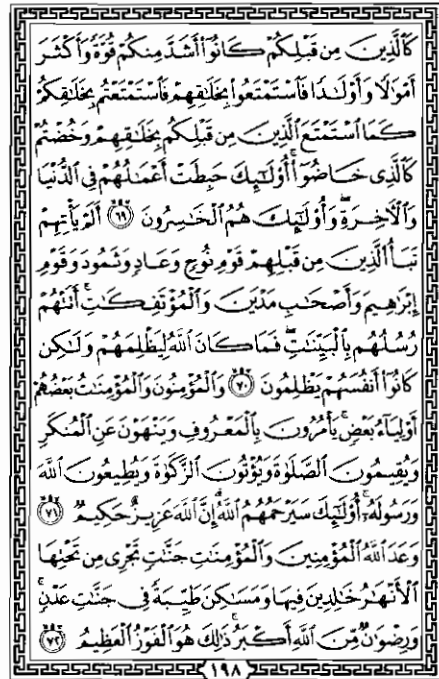 كَٱلَّذِينَ مِن قَبْلِكُمْ كَانُوٓا۟ أَشَدَّ مِنكُمْ قُوَّةً وَأَكْثَرَ
أَمْوَٰلًا وَأَوْلَٰدًا فَٱسْتَمْتَعُوا۟ بِخَلَٰقِهِمْ فَٱسْتَمْتَعْتُم بِخَلَٰقِكُمْ
كَمَا ٱسْتَمْتَعَ ٱلَّذِينَ مِن قَبْلِكُم بِخَلَٰقِهِمْ وَخُضْتُمْ
كَٱلَّذِى خَاضُوٓا۟ ۚ أُو۟لَٰٓئِكَ حَبِطَتْ أَعْمَٰلُهُمْ فِى ٱلدُّنْيَا
وَٱلْءَاخِرَةِ ۖ وَأُو۟لَٰٓئِكَ هُمُ ٱلْخَٰسِرُونَ ٦٩ أَلَمْ يَأْتِهِمْ
نَبَأُ ٱلَّذِينَ مِن قَبْلِهِمْ قَوْمِ نُوحٍ وَعَادٍ وَثَمُودَ وَقَوْمِ
إِبْرَٰهِيمَ وَأَصْحَٰبِ مَدْيَنَ وَٱلْمُؤْتَفِكَٰتِ ۚ أَتَتْهُمْ
رُسُلُهُم بِٱلْبَيِّنَٰتِ ۖ فَمَا كَانَ ٱللَّهُ لِيَظْلِمَهُمْ وَلَٰكِن
كَانُوٓا۟ أَنفُسَهُمْ يَظْلِمُونَ ٧٠ وَٱلْمُؤْمِنُونَ وَٱلْمُؤْمِنَٰتُ بَعْضُهُمْ
أَوْلِيَآءُ بَعْضٍ ۚ يَأْمُرُونَ بِٱلْمَعْرُوفِ وَيَنْهَوْنَ عَنِ ٱلْمُنكَرِ
وَيُقِيمُونَ ٱلصَّلَوٰةَ وَيُؤْتُونَ ٱلزَّكَوٰةَ وَيُطِيعُونَ ٱللَّهَ
وَرَسُولَهُۥٓ ۚ أُو۟لَٰٓئِكَ سَيَرْحَمُهُمُ ٱللَّهُ ۗ إِنَّ ٱللَّهَ عَزِيزٌ حَكِيمٌ ٧١
وَعَدَ ٱللَّهُ ٱلْمُؤْمِنِينَ وَٱلْمُؤْمِنَٰتِ جَنَّٰتٍ تَجْرِى مِن تَحْتِهَا
ٱلْأَنْهَٰرُ خَٰلِدِينَ فِيهَا وَمَسَٰكِنَ طَيِّبَةً فِى جَنَّٰتِ عَدْنٍ ۚ
وَرِضْوَٰنٌ مِّنَ ٱللَّهِ أَكْبَرُ ۚ ذَٰلِكَ هُوَ ٱلْفَوْزُ ٱلْعَظِيمُ ٧٢
١٩٨